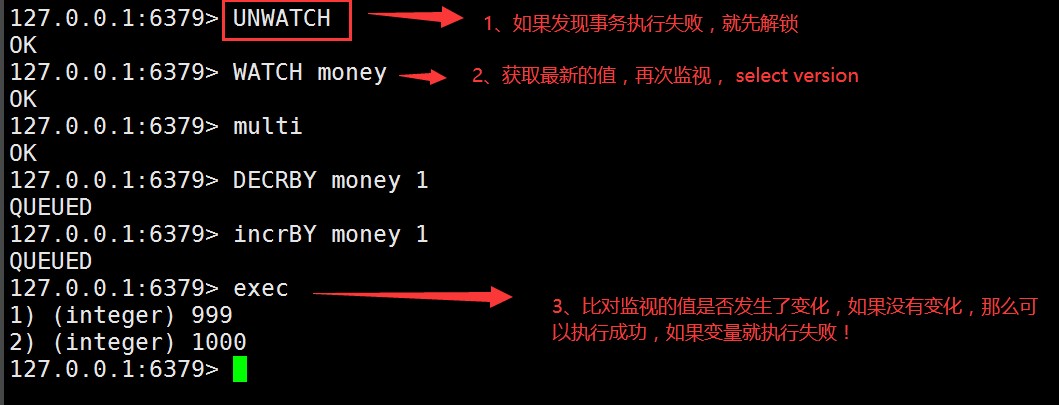 127.0.0.1:6379> UNWATCH
1、如果发现事务执行失败，就先解锁
OK
127.0.0.1:6379> WATCH money
2、获取最新的值，再次监视， select version
OK
127.0.0.1:6379> multi
OK
127.0.0.1:6379> DECRBY money 1
QUEUED
127.0.0.1:6379> incrBY money 1
QUEUED
127.0.0.1:6379> exec
3、比对监视的值是否发生了变化，如果没有变化，那么可
以执行成功，如果变量就执行失败！
1) (integer) 999
2) (integer) 1000
127.0.0.1:6379>